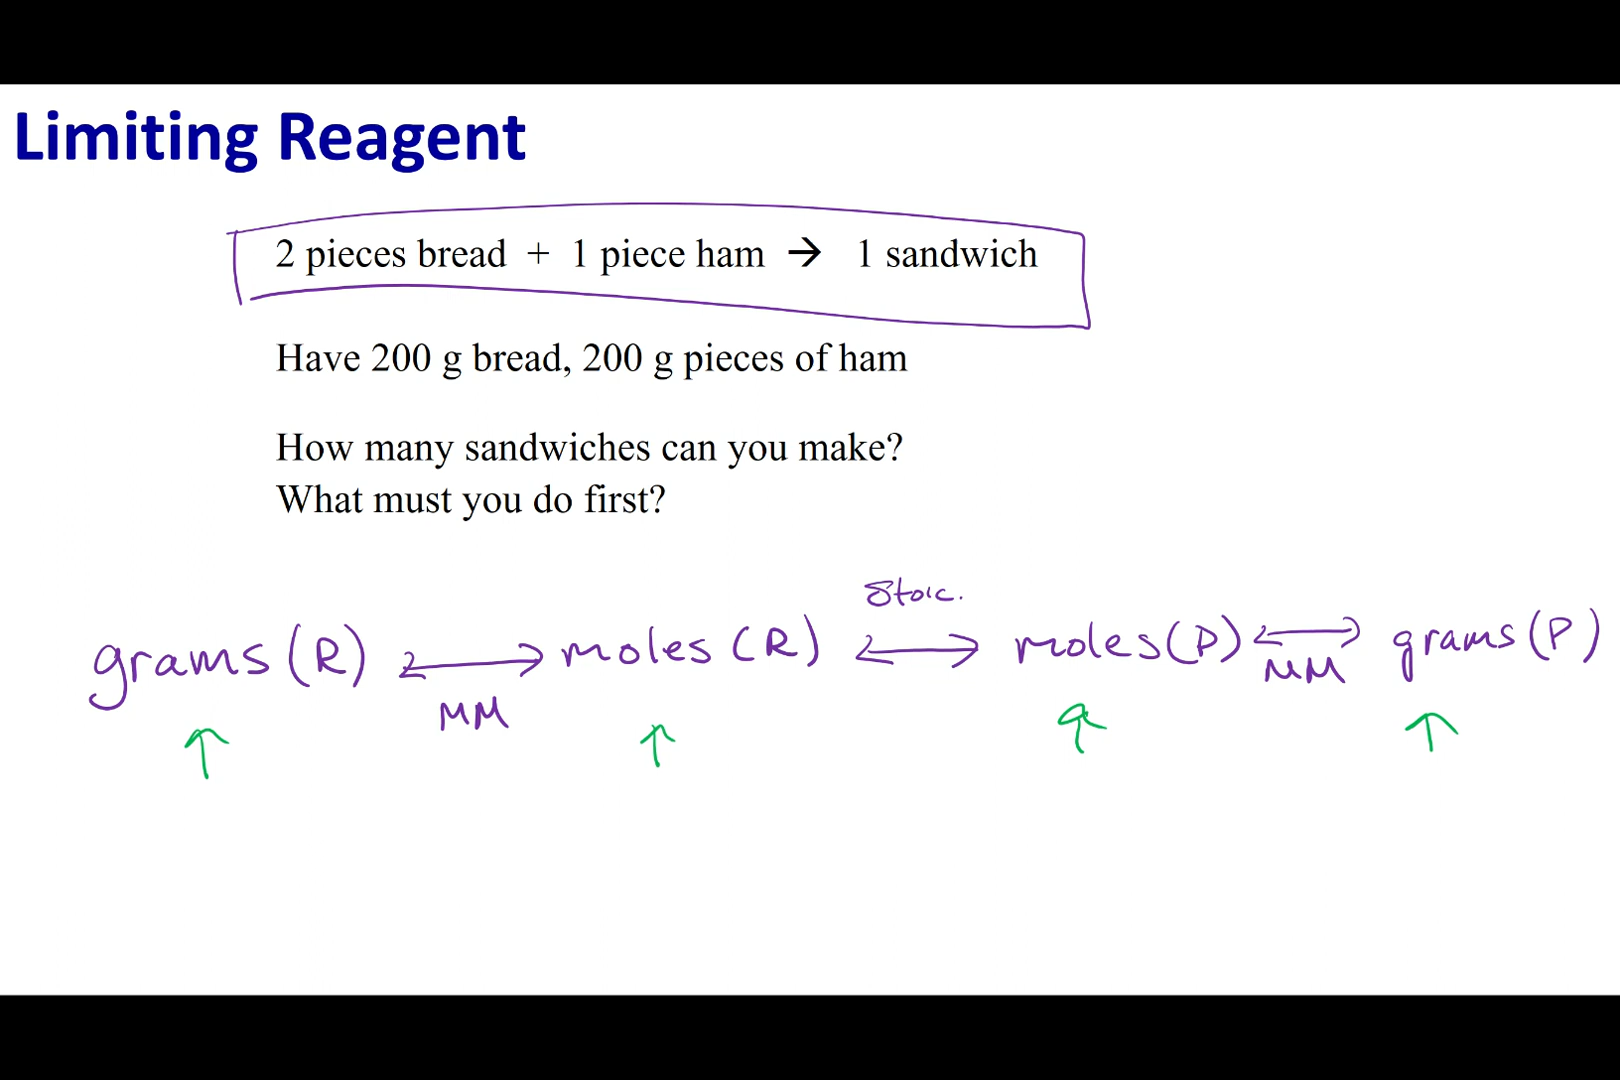 Limiting Reagent
2 pieces bread + 1 piece ham → 1 sandwich
Have 200 g bread, 200 g pieces of ham
How many sandwiches can you make?
What must you do first?
Stoic.
grams (R) ⟷ moles (R) ⟷ moles (P) ⟷ grams (P)
MM MM